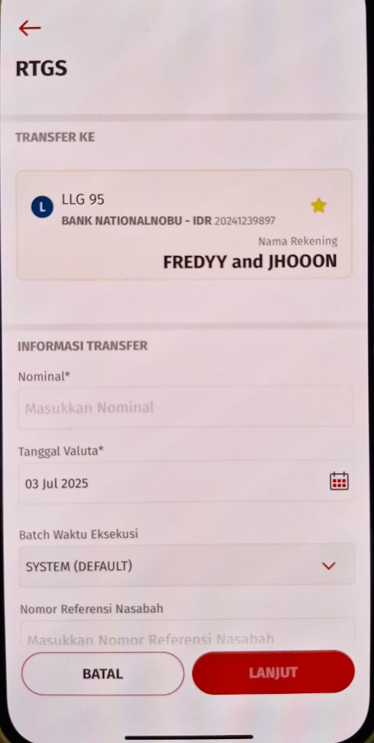 RTGS
TRANSFER KE
L
LLG 95
BANK NATIONALNOBU - IDR 20241239897
Nama Rekening
FREDYY and JHOOON
INFORMASI TRANSFER
Nominal*
Masukkan Nominal
Tanggal Valuta*
03 Jul 2025
Batch Waktu Eksekusi
SYSTEM (DEFAULT)
Nomor Referensi Nasabah
Masukkan Nomor Referensi Nasabah
BATAL
LANJUT